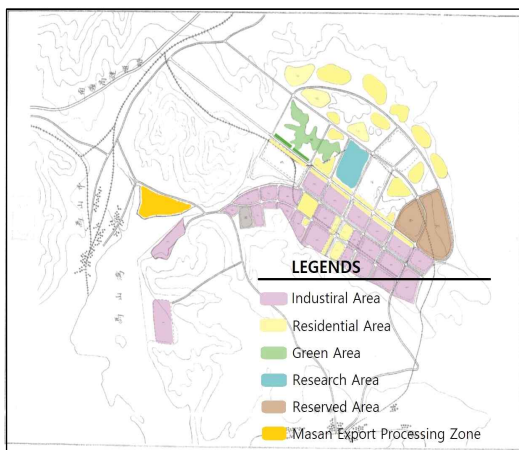 LEGENDS
Industiral Area
Residential Area
Green Area
Research Area
Reserved Area
Masan Export Processing Zone